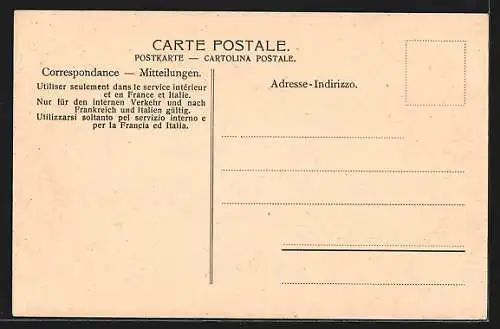 CARTE POSTALE.
POSTKARTE — CARTOLINA POSTALE.
Correspondance — Mitteilungen.
Utiliser seulement dans le service intérieur
et en France et Italie.
Nur für den internen Verkehr und nach
Frankreich und Italien gültig.
Utilizzarsi soltanto pel servizio interno e
per la Francia ed Italia.
Adresse-Indirizzo.